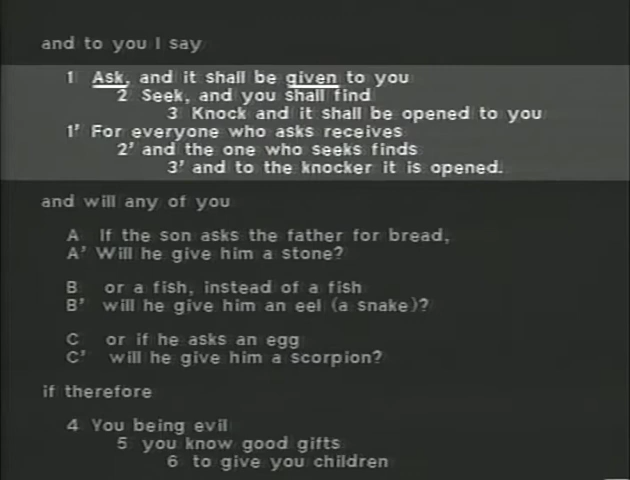 and to you I say
1 Ask, and it shall be given to you
2 Seek, and you shall find
3 Knock and it shall be opened to you
1' For everyone who asks receives
2' and the one who seeks finds
3' and to the knocker it is opened.
and will any of you
A If the son asks the father for bread,
A' Will he give him a stone?
B or a fish, instead of a fish
B' will he give him an eel (a snake)?
C or if he asks an egg
C' will he give him a scorpion?
if therefore
4 You being evil
5 you know good gifts
6 to give you children